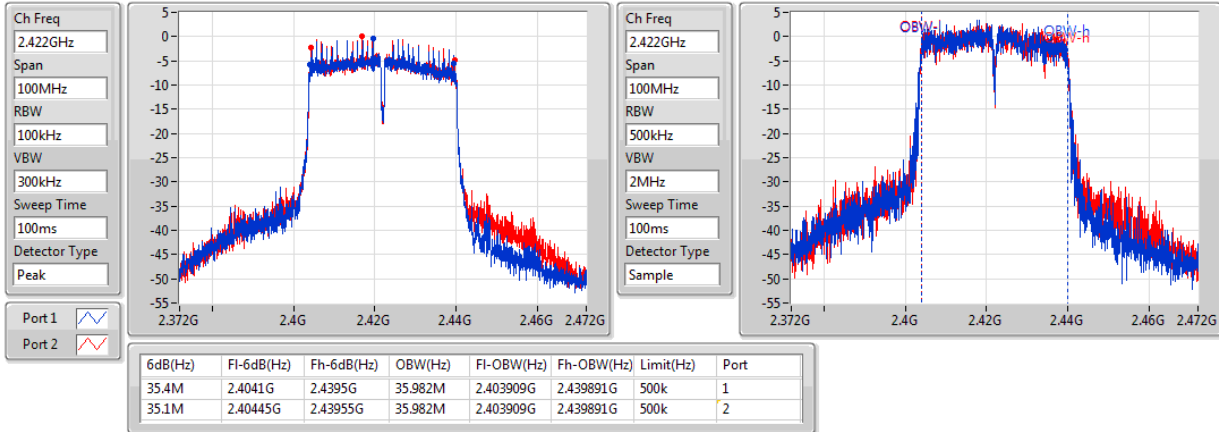 Ch Freq
2.422GHz
Span
100MHz
RBW
100kHz
VBW
300kHz
Sweep Time
100ms
Detector Type
Peak
Port 1
Port 2
5-
0-
-5-
-10-
-15-
-20-
-25-
-30-
-35-
-40-
-45-
-50-
-55-
2.372G 2.4G 2.42G 2.44G 2.46G 2.472G
Ch Freq
2.422GHz
Span
100MHz
RBW
500kHz
VBW
2MHz
Sweep Time
100ms
Detector Type
Sample
5-
0-
-5-
-10-
-15-
-20-
-25-
-30-
-35-
-40-
-45-
-50-
-55-
OBW-
OBW-h
2.372G 2.4G 2.42G 2.44G 2.46G 2.472G
6dB(Hz) Fl-6dB(Hz) Fh-6dB(Hz) OBW(Hz) Fl-OBW(Hz) Fh-OBW(Hz) Limit(Hz) Port
35.4M 2.4041G 2.4395G 35.982M 2.403909G 2.439891G 500k 1
35.1M 2.40445G 2.43955G 35.982M 2.403909G 2.439891G 500k 2